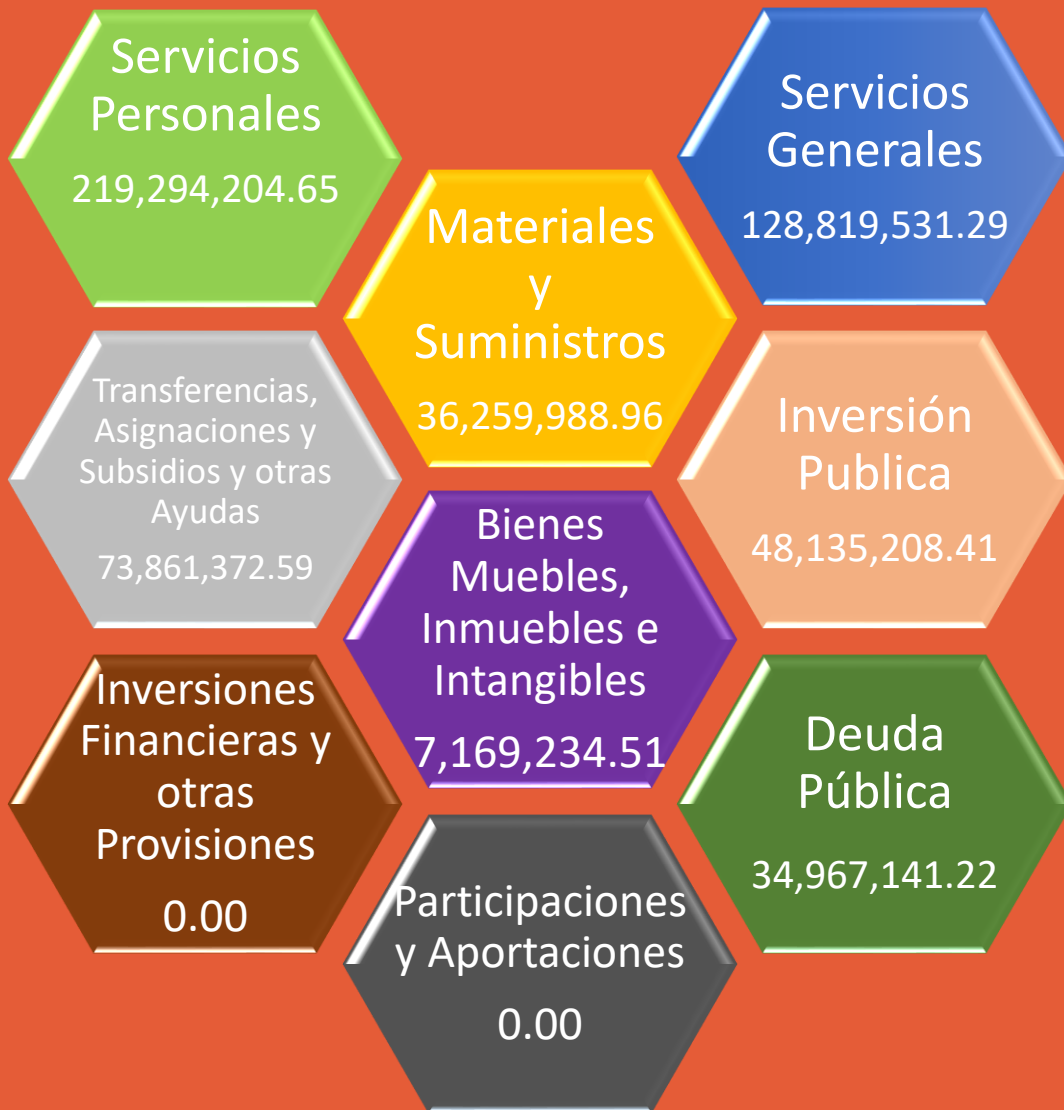 Servicios
Personales
219,294,204.65
Materiales
y
Suministros
36,259,988.96
Servicios
Generales
128,819,531.29
Transferencias,
Asignaciones y
Subsidios y otras
Ayudas
73,861,372.59
Bienes
Muebles,
Inmuebles e
Intangibles
7,169,234.51
Inversión
Publica
48,135,208.41
Inversiones
Financieras y
otras
Provisiones
0.00
Participaciones
y Aportaciones
0.00
Deuda
Pública
34,967,141.22